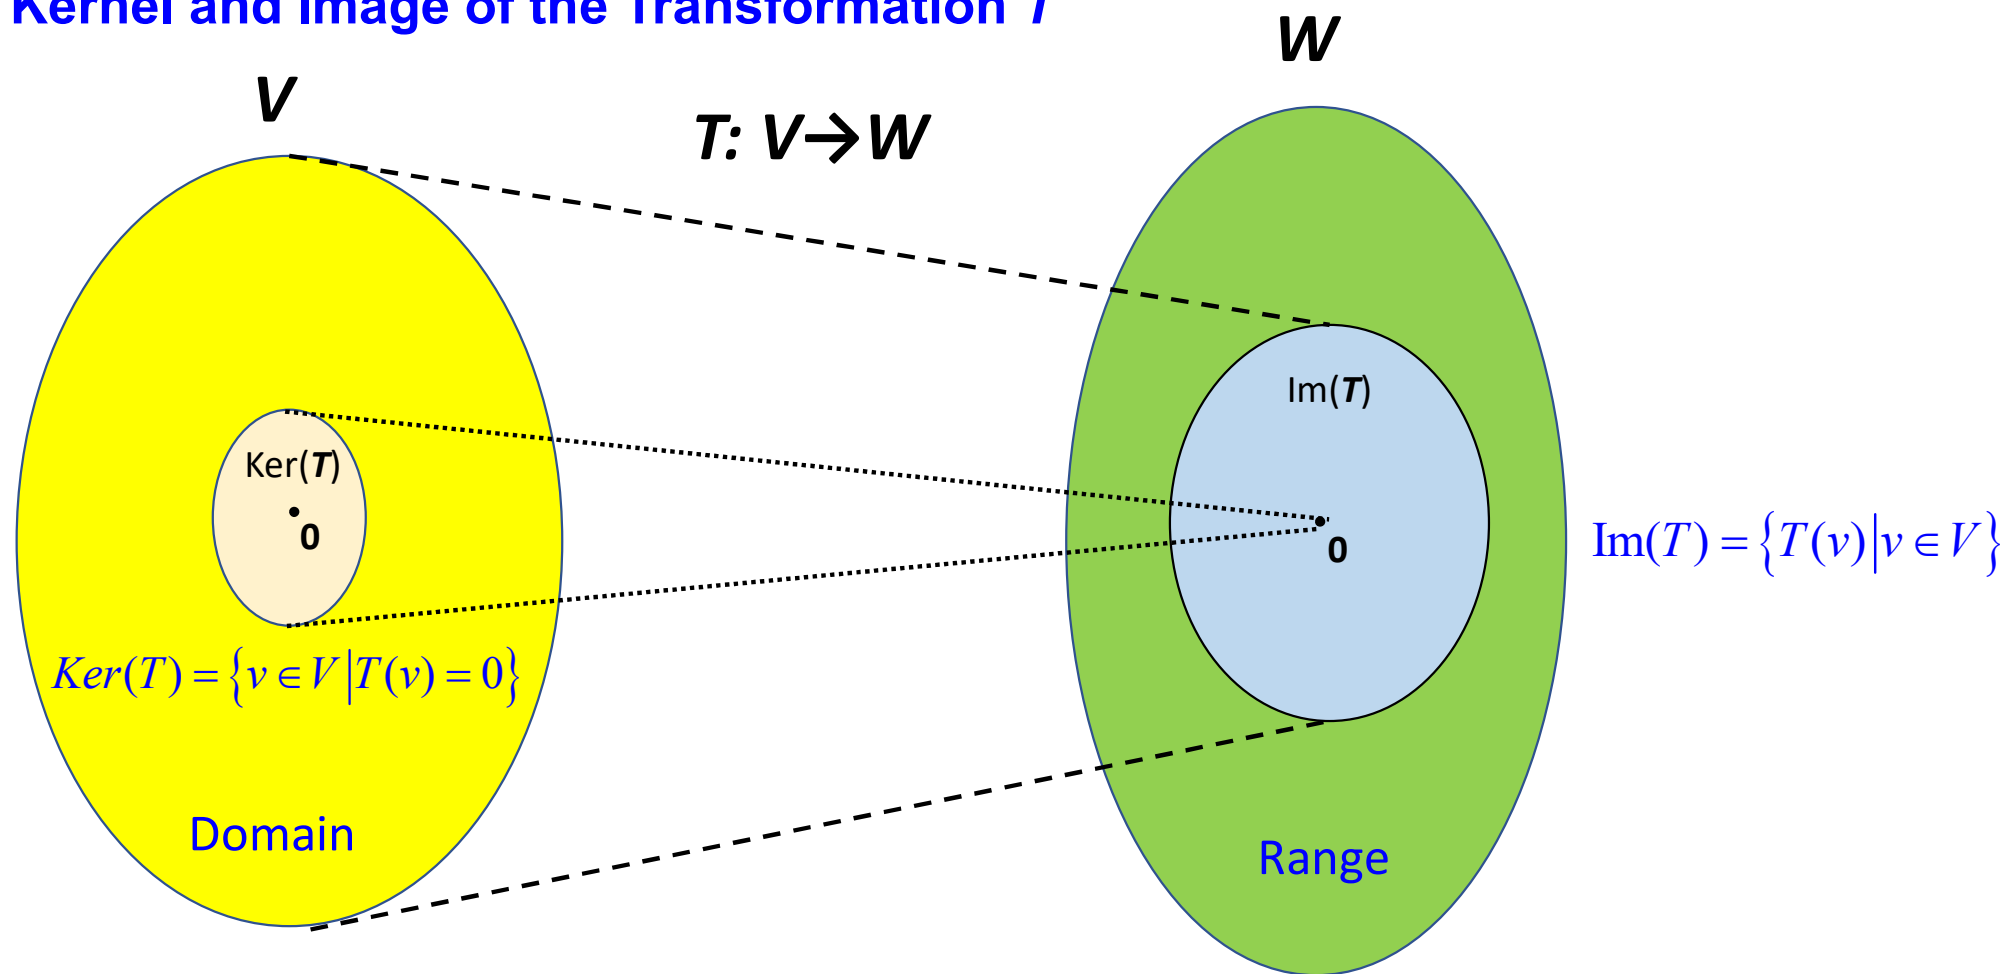 Kernel and Image of the Transformation T
W
V
T: V→W
Im(T)
Ker(T)
0
0
Im(T) = {T(v)|v ∈ V}
Ker(T) = {v ∈ V|T(v) = 0}
Domain
Range